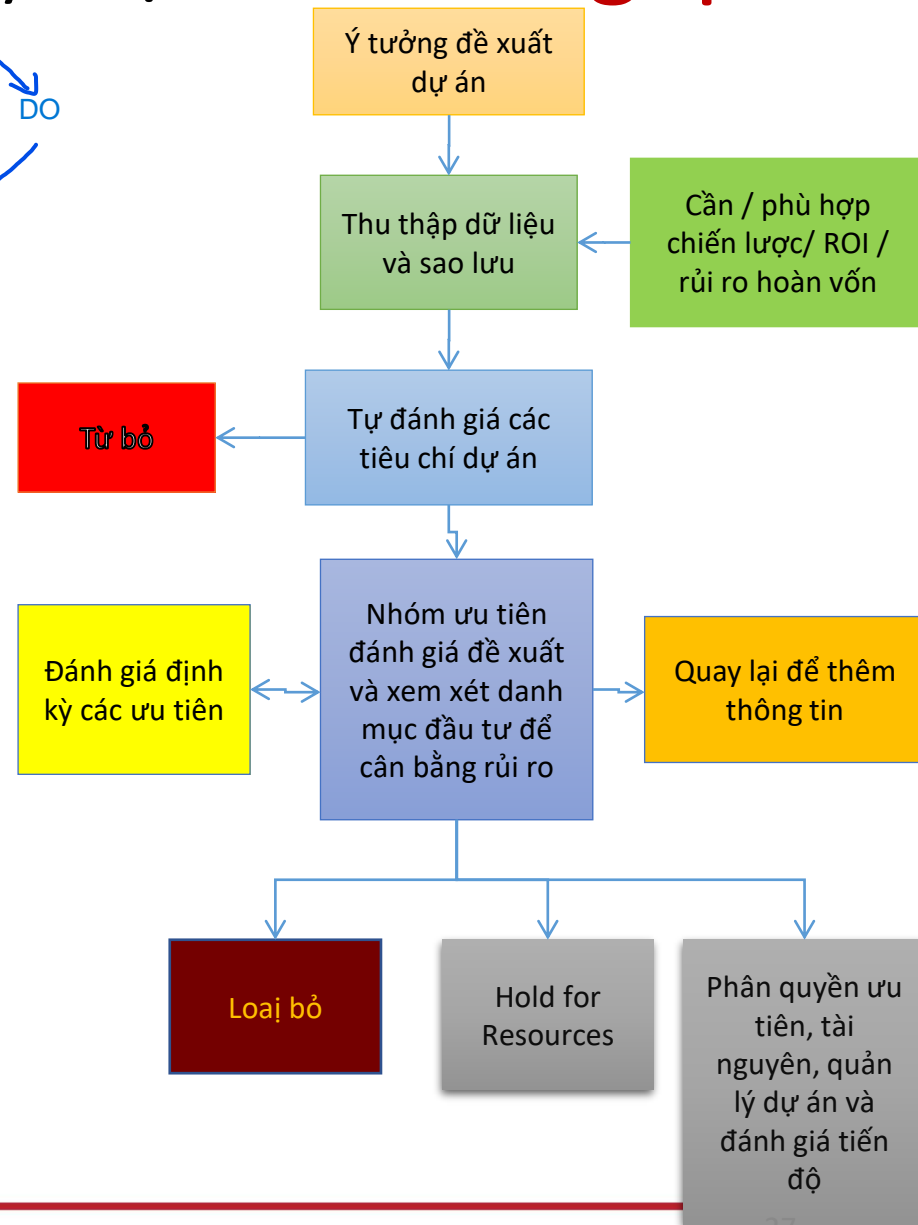 Ý tưởng đề xuất
dự án
DO
Thu thập dữ liệu
và sao lưu
Cần / phù hợp
chiến lược/ ROI /
rủi ro hoàn vốn
Từ bỏ
Tự đánh giá các
tiêu chí dự án
Nhóm ưu tiên
đánh giá đề xuất
và xem xét danh
mục đầu tư để
cân bằng rủi ro
Đánh giá định
kỳ các ưu tiên
Quay lại để thêm
thông tin
Loaị bỏ
Hold for
Resources
Phân quyền ưu
tiên, tài
nguyên, quản
lý dự án và
đánh giá tiến
độ